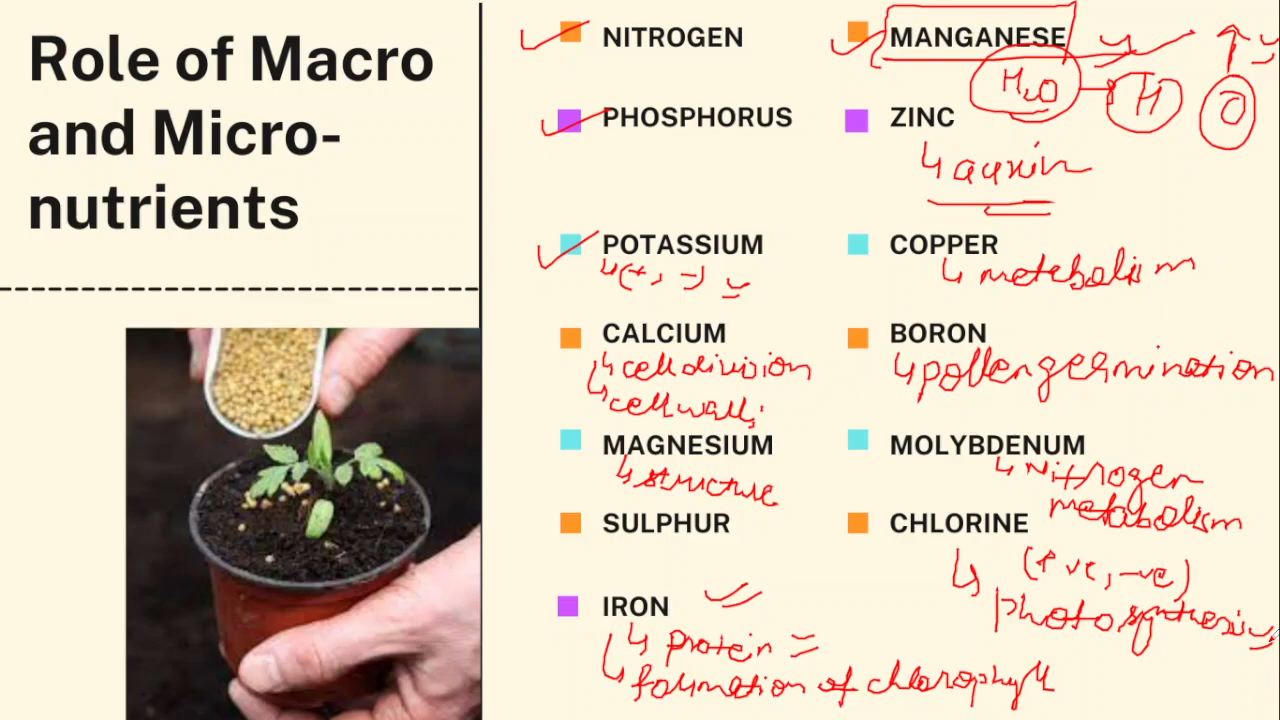 Role of Macro
and Micro-
nutrients
NITROGEN
PHOSPHORUS
POTASSIUM
↳ (+, -)
CALCIUM
↳ cell division
↳ cell walls
MAGNESIUM
↳ structure
SULPHUR
IRON
↳ protein =
↳ formation of chlorophyll
MANGANESE
H₂O → H O
ZINC
↳ auxin
COPPER
↳ metabolism
BORON
↳ pollen germination
MOLYBDENUM
↳ Nitrogen
metabolism
CHLORINE
↳ (+ve, -ve)
photosynthesis